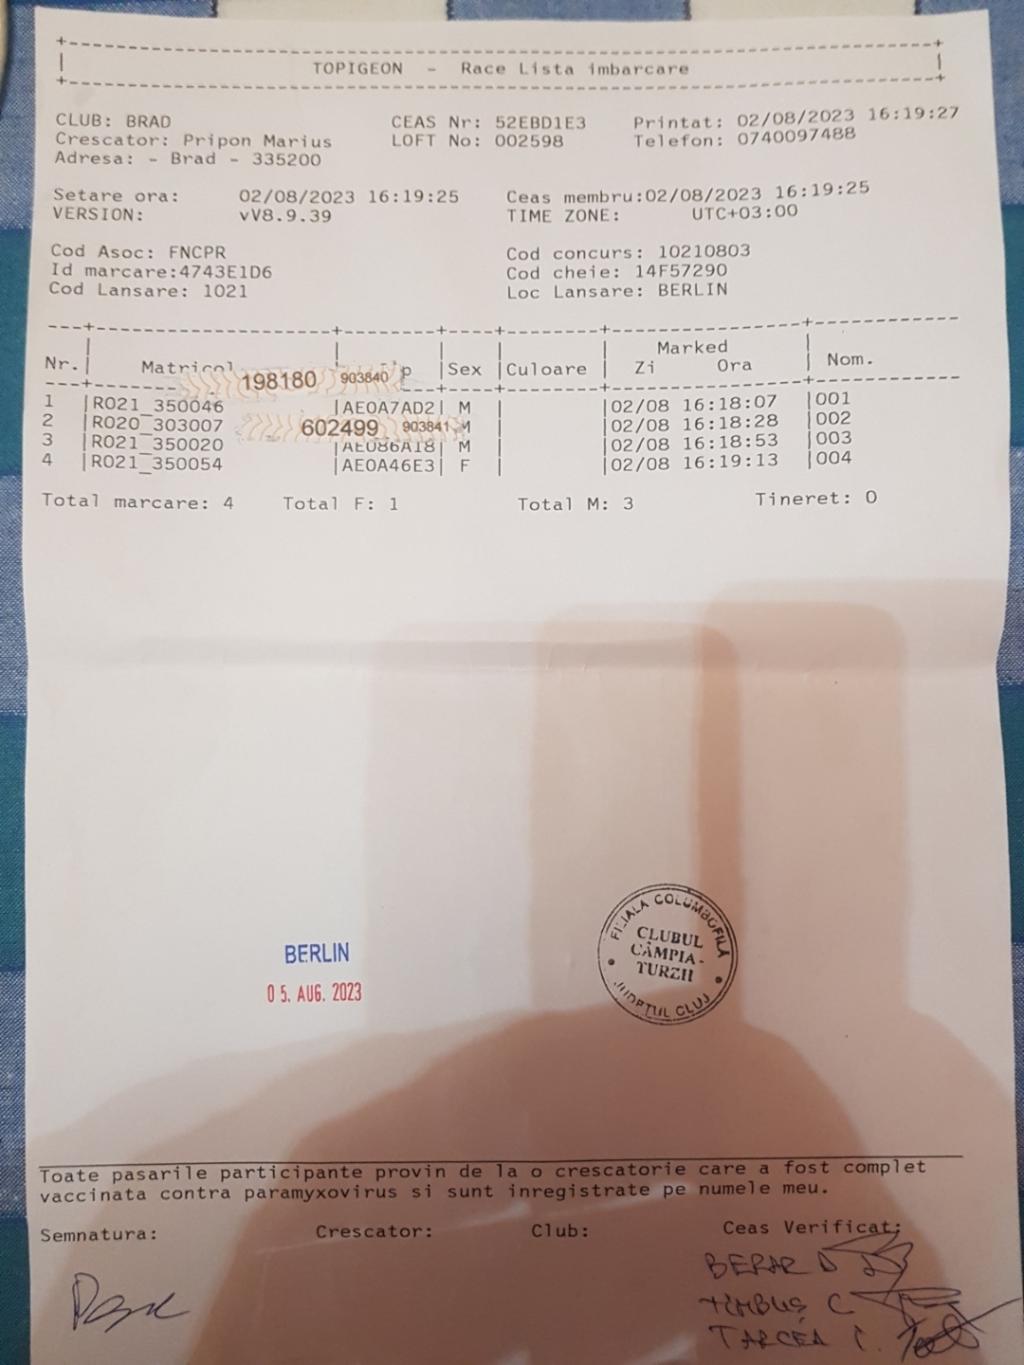 TOPIGEON - Race Lista imbarcare
CLUB: BRAD CEAS Nr: 52EBD1E3 Printat: 02/08/2023 16:19:27
Crescator: Pripon Marius LOFT No: 002598 Telefon: 0740097488
Adresa: - Brad - 335200
Setare ora: 02/08/2023 16:19:25 Ceas membru:02/08/2023 16:19:25
VERSION: vV8.9.39 TIME ZONE: UTC+03:00
Cod Asoc: FNCPR Cod concurs: 10210803
Id marcare:4743E1D6 Cod cheie: 14F57290
Cod Lansare: 1021 Loc Lansare: BERLIN
Marked
Nr. Matricol p Sex Culoare Zi Ora Nom.
198180 903840
1 RO21_350046 AE0A7AD2 M 02/08 16:18:07 001
2 RO20_303007 602499 903841 M 02/08 16:18:28 002
3 RO21_350020 AE086A18 M 02/08 16:18:53 003
4 RO21_350054 AE0A46E3 F 02/08 16:19:13 004
Total marcare: 4 Total F: 1 Total M: 3 Tineret: 0
FILIALA COLUMBOFILĂ
CLUBUL
CÂMPIA-
TURZII
JUDEŢUL CLUJ
BERLIN
05. AUG. 2023
Toate pasarile participante provin de la o crescatorie care a fost complet
vaccinata contra paramyxovirus si sunt inregistrate pe numele meu.
Semnatura: Crescator: Club: Ceas Verificat:
BERAR D
TIMBUŞ C
TARCEA C.